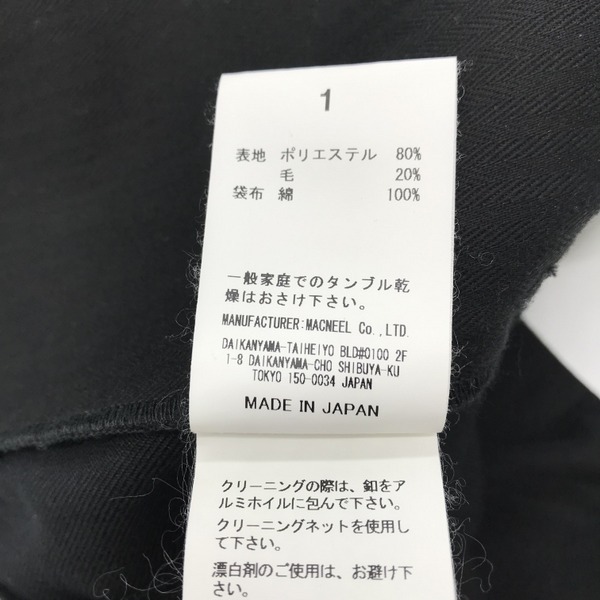 1
表地 ポリエステル 80%
毛 20%
袋布 綿 100%
一般家庭でのタンブル乾
燥はおさけ下さい。
MANUFACTURER:MACNEEL Co.,LTD.
DAIKANYAMA-TAIHEIYO BLD#0100 2F
1-8 DAIKANYAMA-CHO SHIBUYA-KU
TOKYO 150-0034 JAPAN
MADE IN JAPAN
クリーニングの際は、釦をア
ルミホイルに包んで下さい。
クリーニングネットを使用し
て下さい。
漂白剤のご使用は、お避け下
さい。